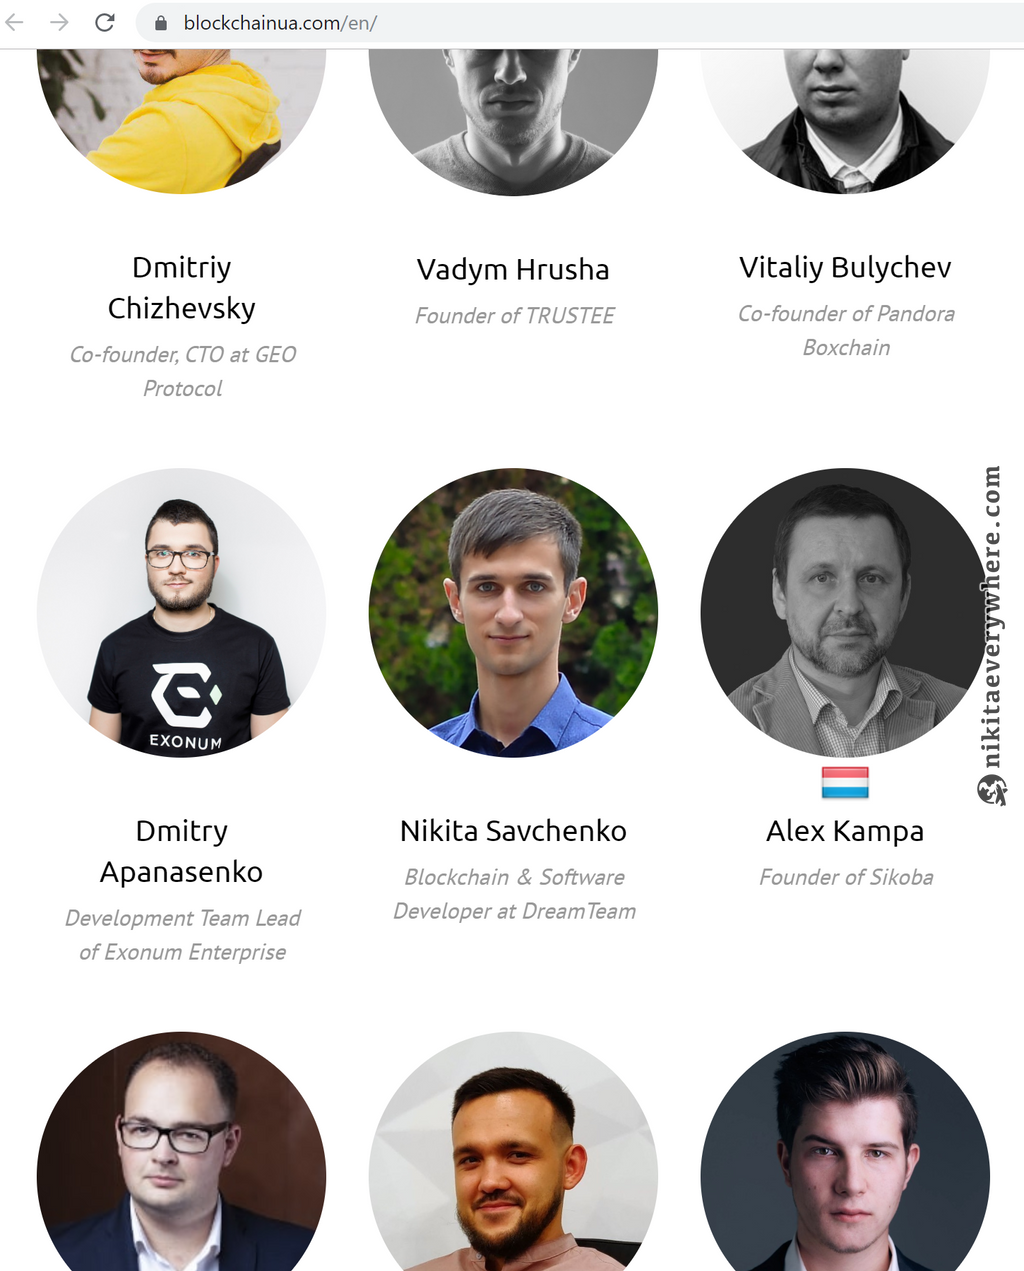 blockchainua.com/en/
Dmitriy
Chizhevsky
Co-founder, CTO at GEO
Protocol
Vadym Hrusha
Founder of TRUSTEE
Vitaliy Bulychev
Co-founder of Pandora
Boxchain
EXONUM
nikitaeverywhere.com
Dmitry
Apanasenko
Development Team Lead
of Exonum Enterprise
Nikita Savchenko
Blockchain & Software
Developer at DreamTeam
Alex Kampa
Founder of Sikoba